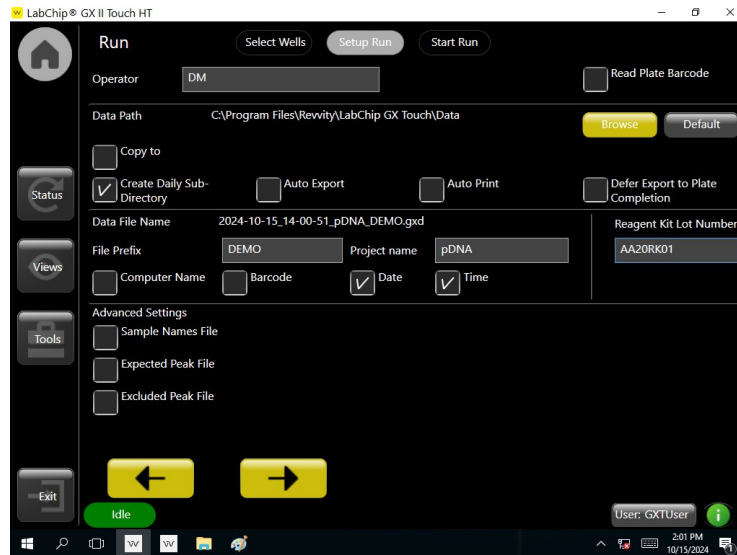 LabChip® GX II Touch HT
Run
Select Wells
Setup Run
Start Run
Operator
DM
Read Plate Barcode
Data Path
C:\Program Files\Revvity\LabChip GX Touch\Data
Browse
Default
Copy to
Create Daily Sub-
Directory
Auto Export
Auto Print
Defer Export to Plate
Completion
Status
Data File Name
2024-10-15_14-00-51_pDNA_DEMO.gxd
Reagent Kit Lot Number
File Prefix
DEMO
Project name
pDNA
AA20RK01
Views
Computer Name
Barcode
Date
Time
Advanced Settings
Sample Names File
Tools
Expected Peak File
Excluded Peak File
Exit
Idle
User: GXTUser
2:01 PM
10/15/2024